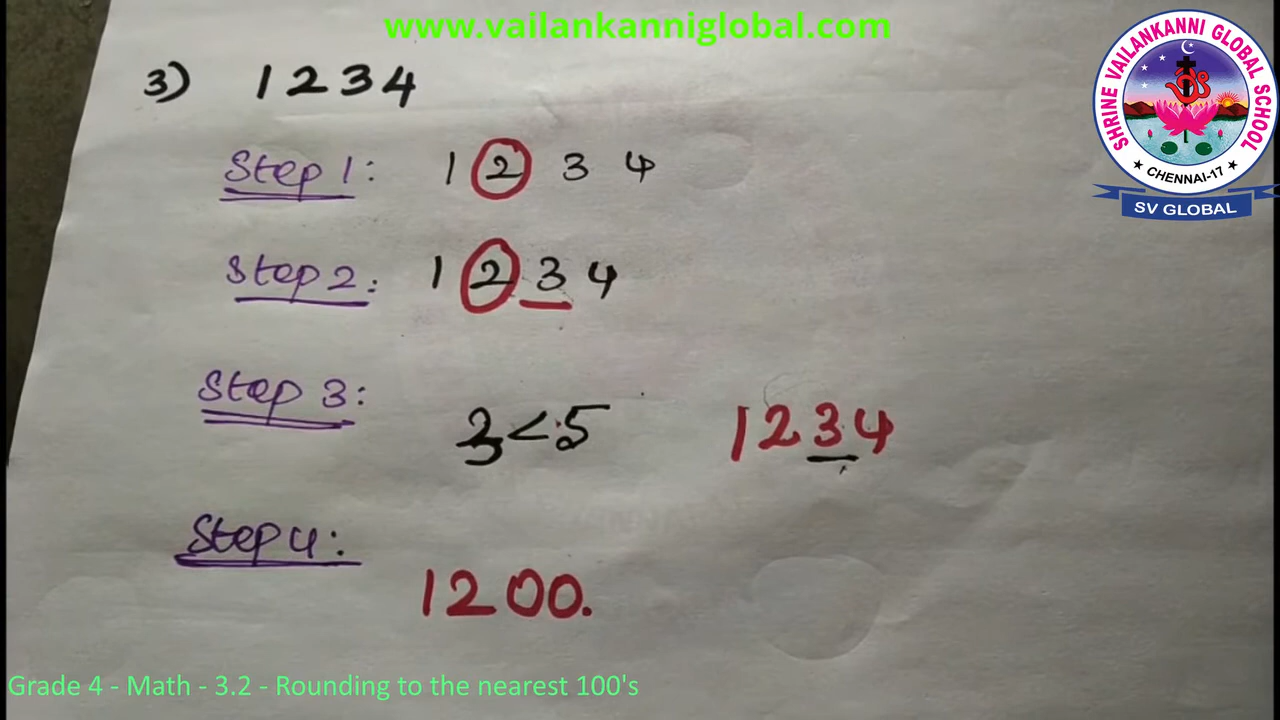 www.vailankanniglobal.com
3) 1234
Step 1: 1 2 3 4
Step 2: 1 2 3 4
Step 3: 3<5 1234
Step 4:
1200.
SHRINE VAILANKANNI GLOBAL SCHOOL
★ CHENNAI-17 ★
SV GLOBAL
Grade 4 - Math - 3.2 - Rounding to the nearest 100's